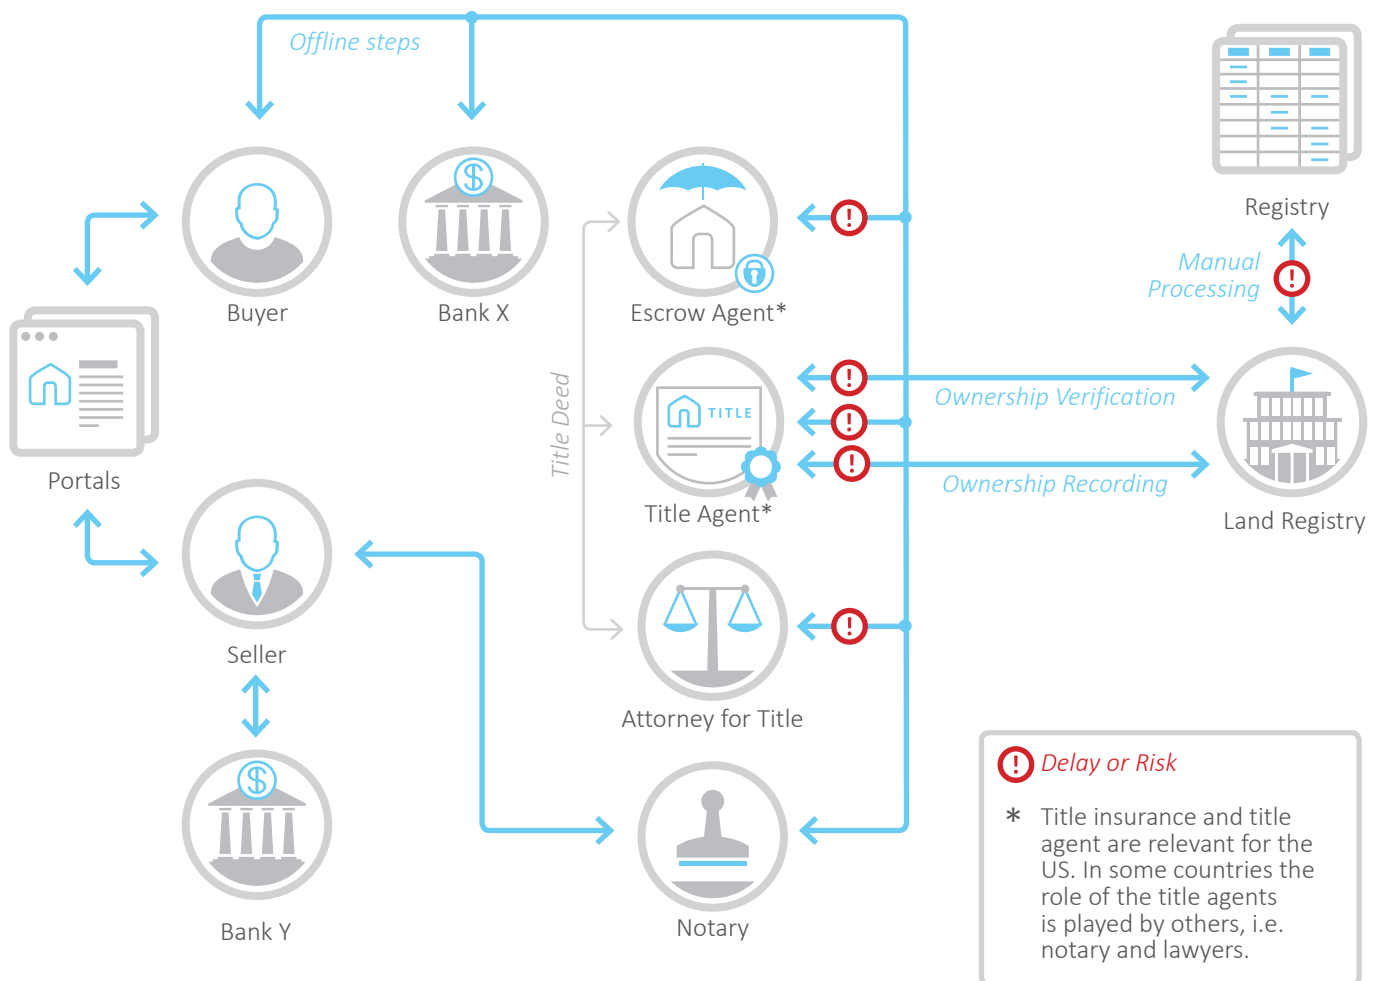 Offline steps
Registry
Manual
Processing
Buyer
Bank X
Escrow Agent*
Title Deed
TITLE
Ownership Verification
Ownership Recording
Portals
Title Agent*
Land Registry
Seller
Attorney for Title
Bank Y
Notary
! Delay or Risk
* Title insurance and title
agent are relevant for the
US. In some countries the
role of the title agents
is played by others, i.e.
notary and lawyers.